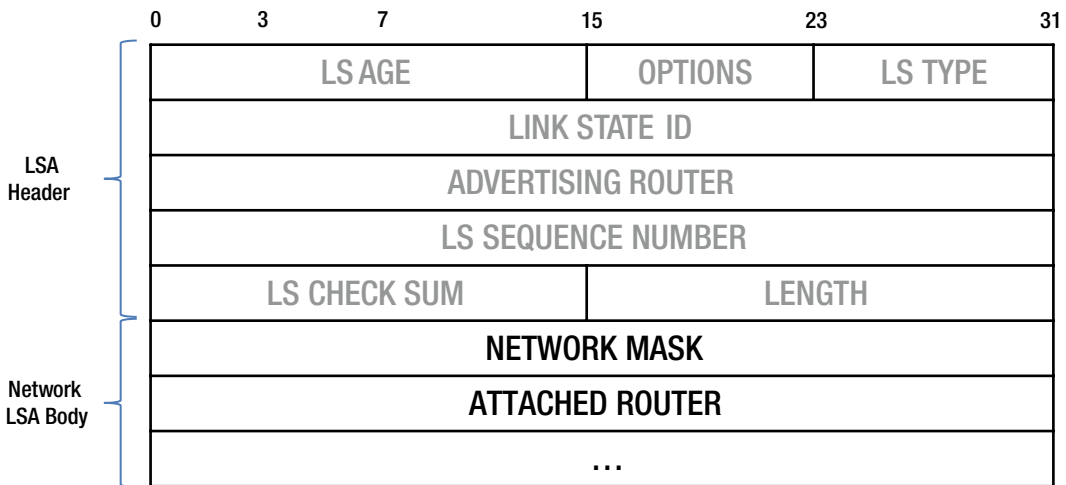 0 3 7 15 23 31
LS AGE OPTIONS LS TYPE
LINK STATE ID
LSA
Header
ADVERTISING ROUTER
LS SEQUENCE NUMBER
LS CHECK SUM LENGTH
NETWORK MASK
Network
LSA Body
ATTACHED ROUTER
...